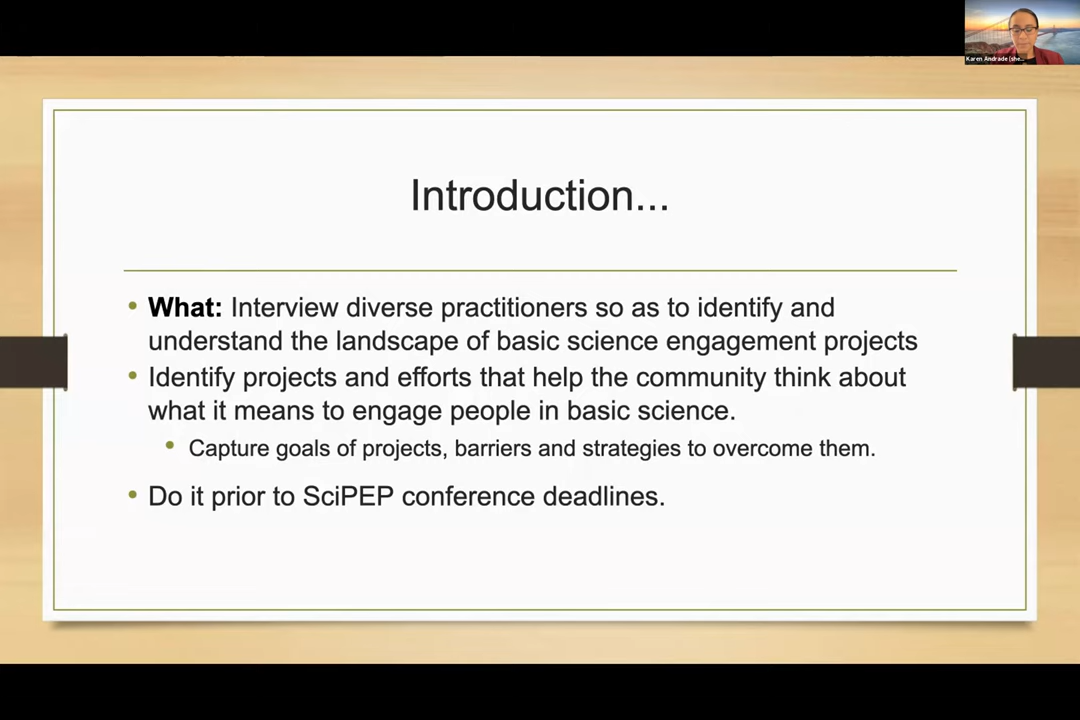 Karen Andrade (she...
Introduction...
• What: Interview diverse practitioners so as to identify and
understand the landscape of basic science engagement projects
• Identify projects and efforts that help the community think about
what it means to engage people in basic science.
• Capture goals of projects, barriers and strategies to overcome them.
• Do it prior to SciPEP conference deadlines.